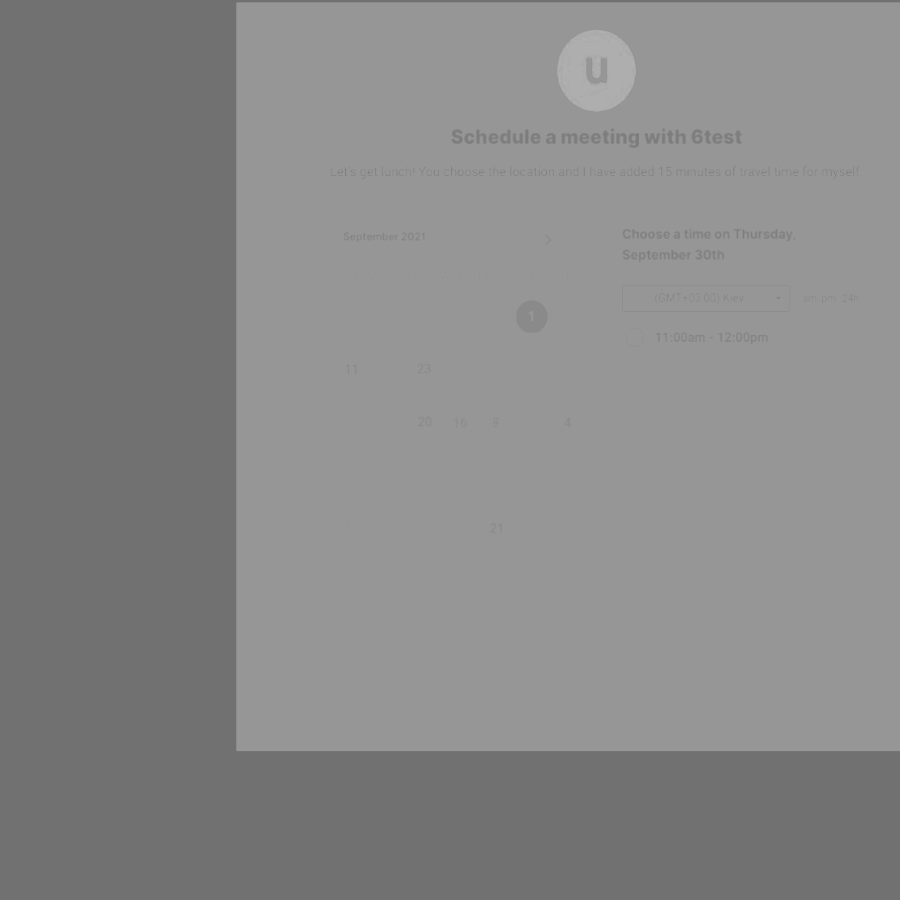 u
Schedule a meeting with 6test
Let's get lunch! You choose the location and I have added 15 minutes of travel time for myself
September 2021
1
11 23
20 16 8 4
21
Choose a time on Thursday,
September 30th
(GMT+03:00) Kiev am pm 24h
11:00am - 12:00pm